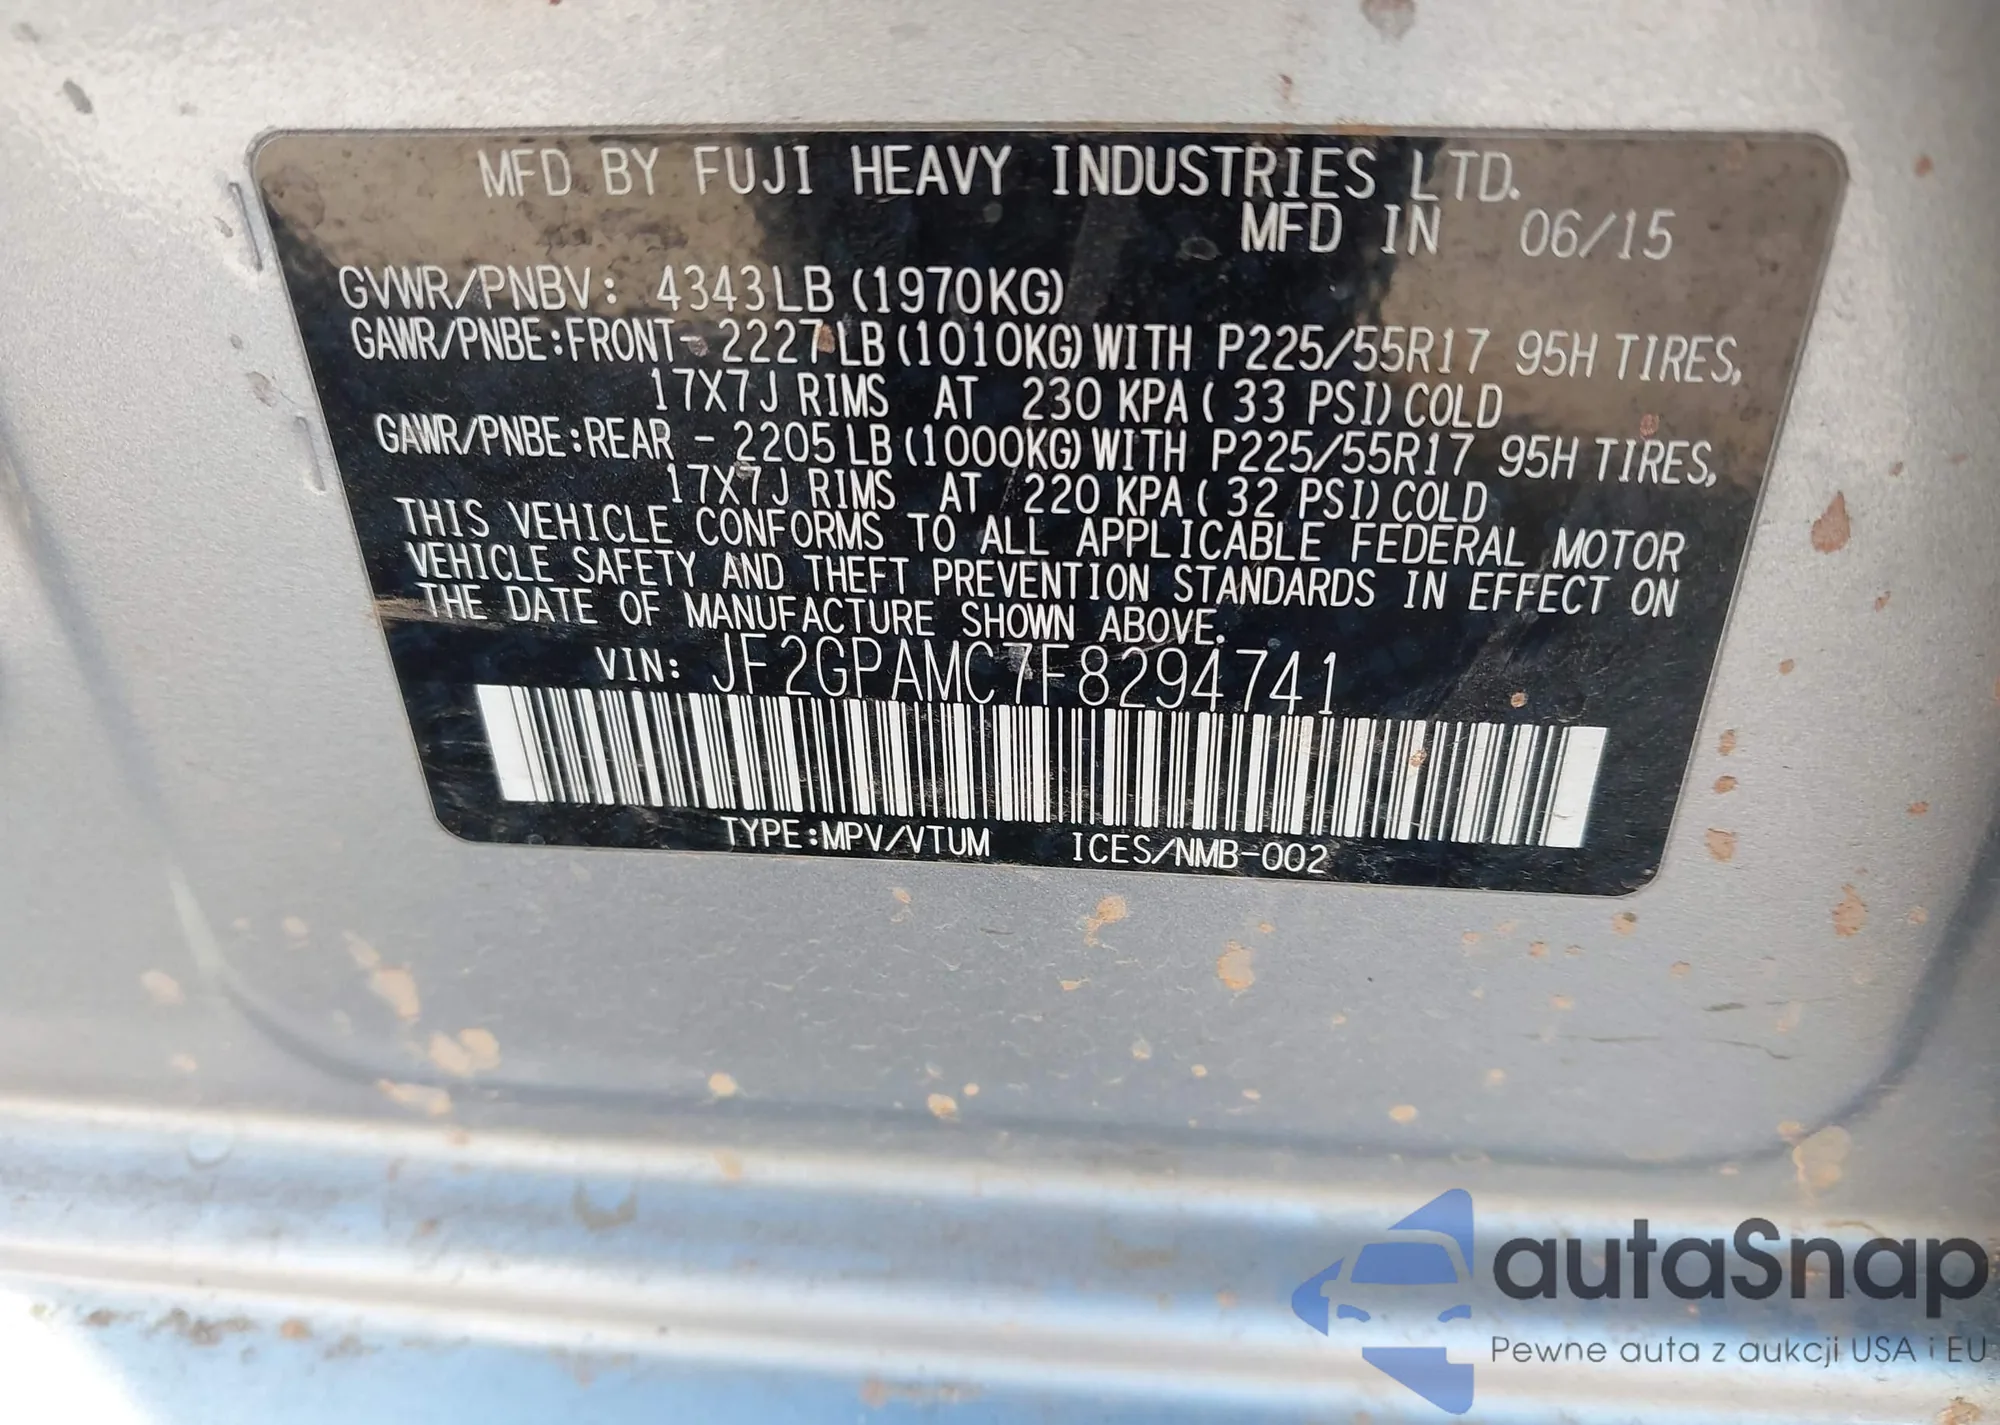 MFD BY FUJI HEAVY INDUSTRIES LTD.
MFD IN 06/15
GVWR/PNBV: 4343LB (1970KG)
GAWR/PNBE:FRONT- 2227LB (1010KG) WITH P225/55R17 95H TIRES,
17X7J RIMS AT 230 KPA ( 33 PSI) COLD
GAWR/PNBE:REAR - 2205LB (1000KG) WITH P225/55R17 95H TIRES,
17X7J RIMS AT 220 KPA ( 32 PSI) COLD
THIS VEHICLE CONFORMS TO ALL APPLICABLE FEDERAL MOTOR
VEHICLE SAFETY AND THEFT PREVENTION STANDARDS IN EFFECT ON
THE DATE OF MANUFACTURE SHOWN ABOVE.
VIN: JF2GPAMC7F8294741
TYPE:MPV/VTUM ICES/NMB-002
autaSnap
Pewne auta z aukcji USA i EU